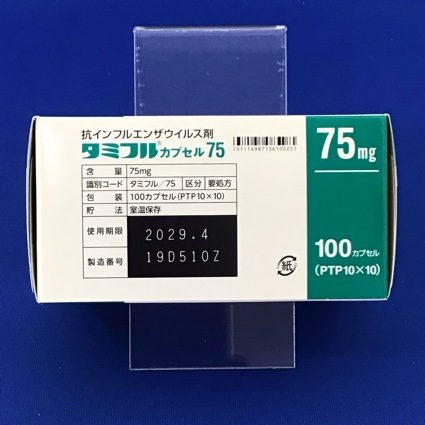 抗インフルエンザウイルス剤
タミフル®カプセル75
(01)14987136100251
含 量 75mg
識別コード タミフル/75 区分 要処方
包 装 100カプセル(PTP10×10)
貯 法 室温保存
使用期限 2029.4
製造番号 19D510Z
紙
75mg
100カプセル
(PTP10×10)